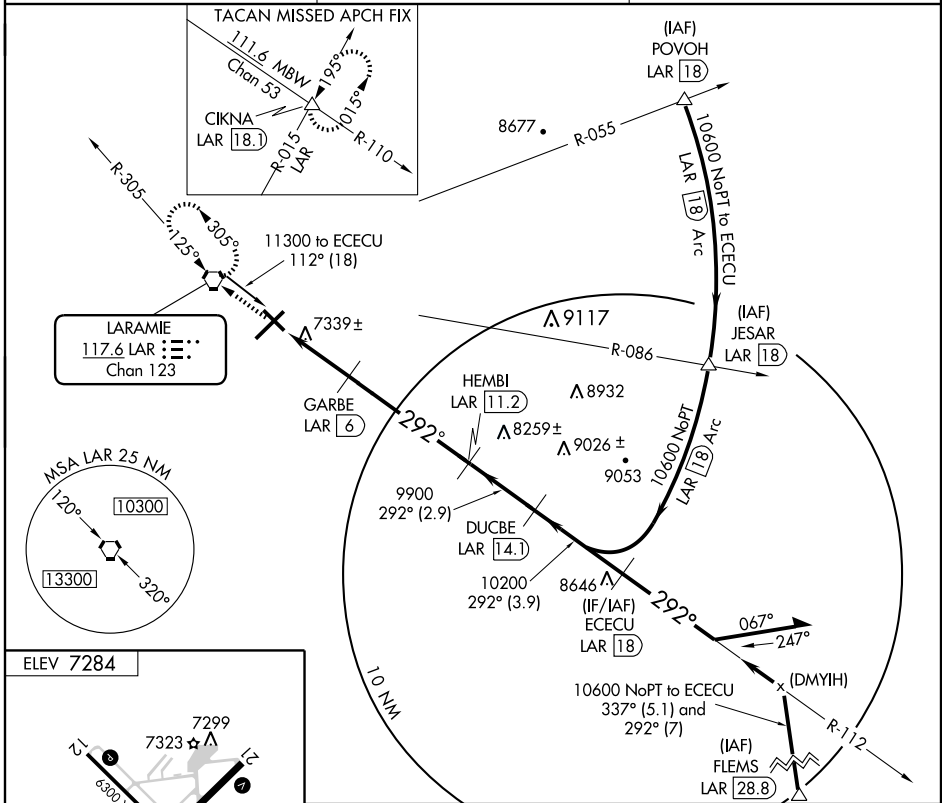 TACAN MISSED APCH FIX
111.6 MBW
Chan 53
195°
015°
CIKNA
LAR 18.1
R-015
LAR
R-110
(IAF)
POVOH
LAR 18
8677
R-055
10600 NoPT to ECECU
LAR 18 Arc
R-305
305°
125°
11300 to ECECU
112° (18)
LARAMIE
117.6 LAR
Chan 123
7339 ±
9117
R-086
(IAF)
JESAR
LAR 18
GARBE
LAR 6
292°
HEMBI
LAR 11.2
8932
8259 ±
9026 ±
9053
10600 NoPT
LAR 18 Arc
MSA LAR 25 NM
120°
10300
13300
320°
9900
292° (2.9)
DUCBE
LAR 14.1
10200
292° (3.9)
8646
(IF/IAF)
ECECU
LAR 18
292°
067°
247°
10600 NoPT to ECECU
337° (5.1) and
292° (7)
x (DMYIH)
R-112
(IAF)
FLEMS
LAR 28.8
10 NM
ELEV 7284
7299
7323
12
21
P
V
6300